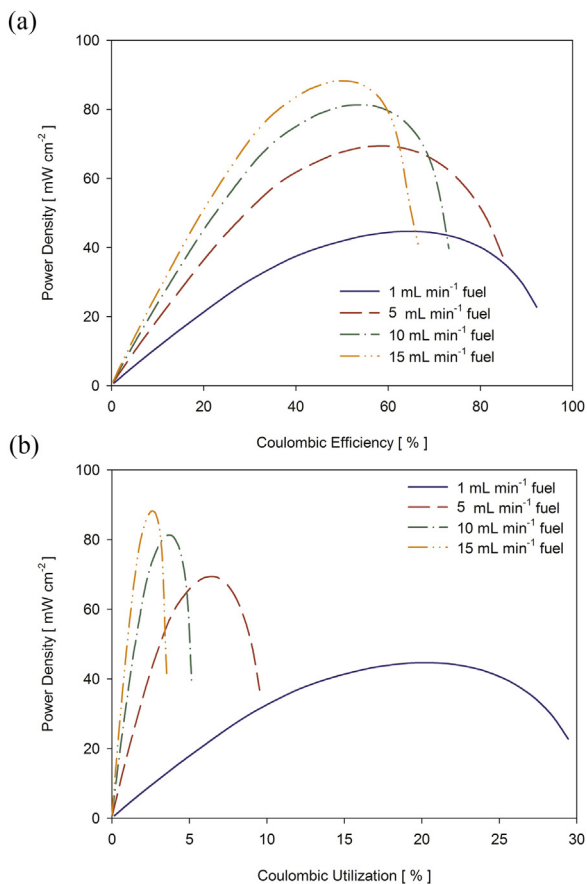 (a)
100
80
60
40
20
0
Power Density [ mW cm⁻² ]
1 mL min⁻¹ fuel
5 mL min⁻¹ fuel
10 mL min⁻¹ fuel
15 mL min⁻¹ fuel
0 20 40 60 80 100
Coulombic Efficiency [ % ]
(b)
100
80
60
40
20
0
Power Density [ mW cm⁻² ]
1 mL min⁻¹ fuel
5 mL min⁻¹ fuel
10 mL min⁻¹ fuel
15 mL min⁻¹ fuel
0 5 10 15 20 25 30
Coulombic Utilization [ % ]